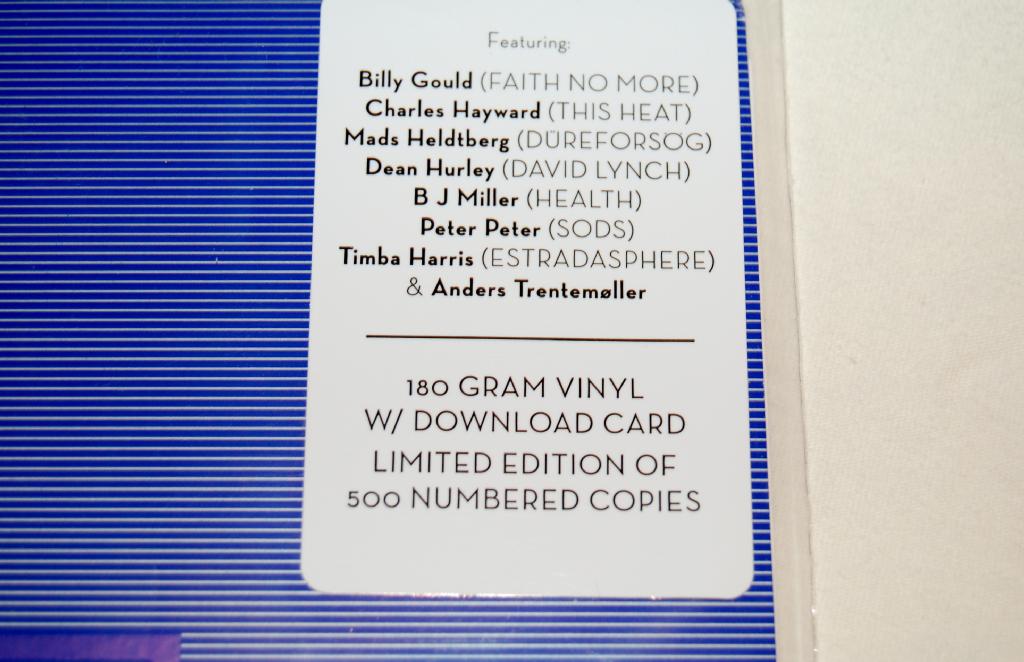 Featuring:
Billy Gould (FAITH NO MORE)
Charles Hayward (THIS HEAT)
Mads Heldtberg (DÜREFORSÖG)
Dean Hurley (DAVID LYNCH)
B J Miller (HEALTH)
Peter Peter (SODS)
Timba Harris (ESTRADASPHERE)
& Anders Trentemøller
180 GRAM VINYL
W/ DOWNLOAD CARD
LIMITED EDITION OF
500 NUMBERED COPIES